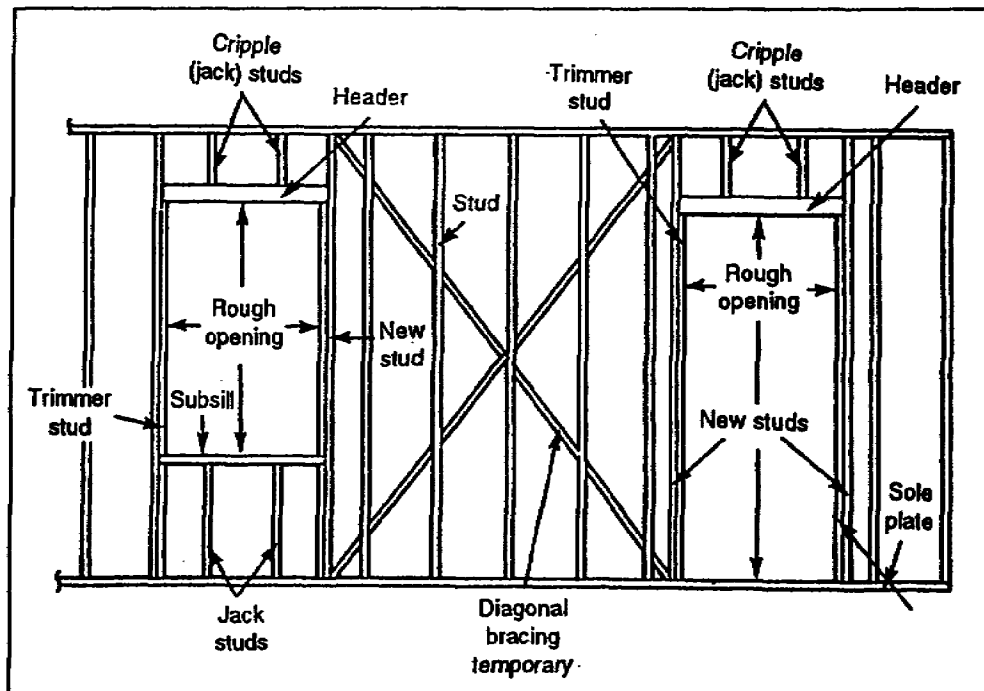 Cripple
(jack) studs
Header
Trimmer
stud
Cripple
(jack) studs
Header
Stud
Rough
opening
New
stud
Rough
opening
Trimmer
stud
Subsill
New studs
Sole
plate
Jack
studs
Diagonal
bracing
temporary